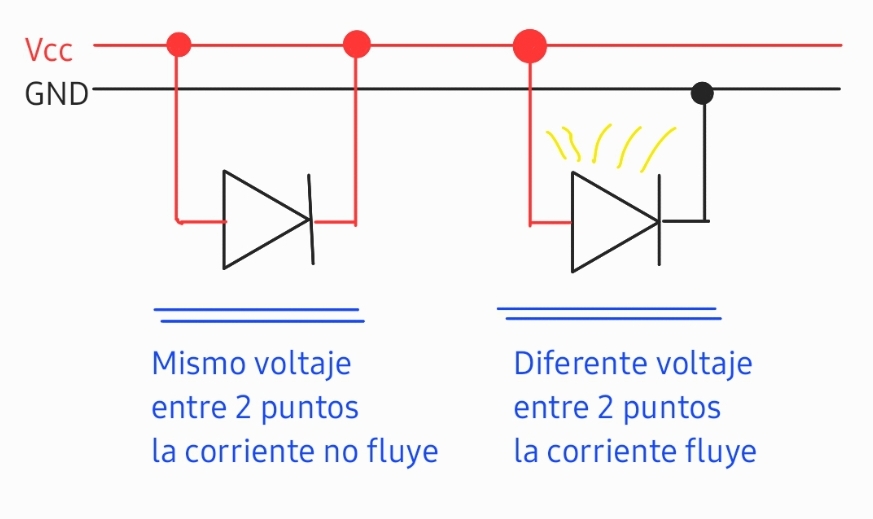 Vcc
GND
Mismo voltaje
entre 2 puntos
la corriente no fluye
Diferente voltaje
entre 2 puntos
la corriente fluye